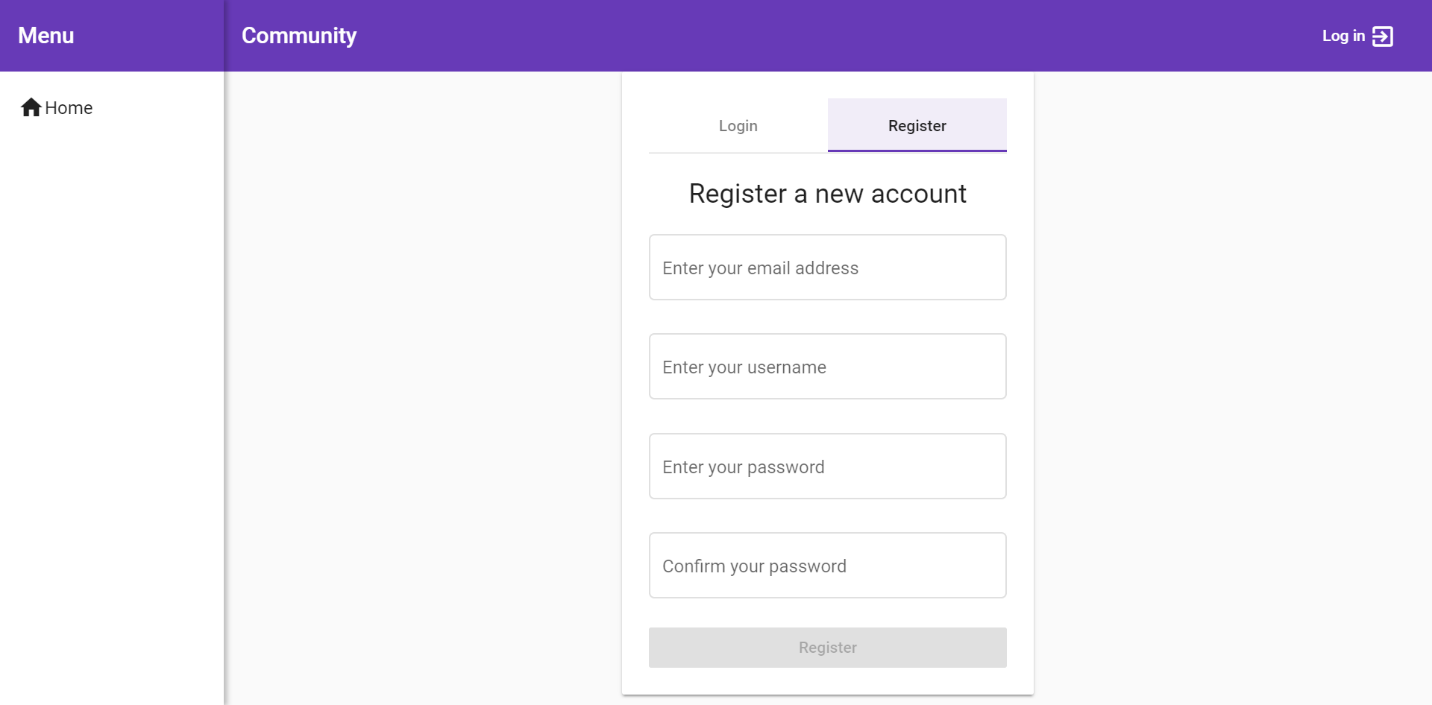 Menu
Community
Log in
Home
Login
Register
Register a new account
Enter your email address
Enter your username
Enter your password
Confirm your password
Register